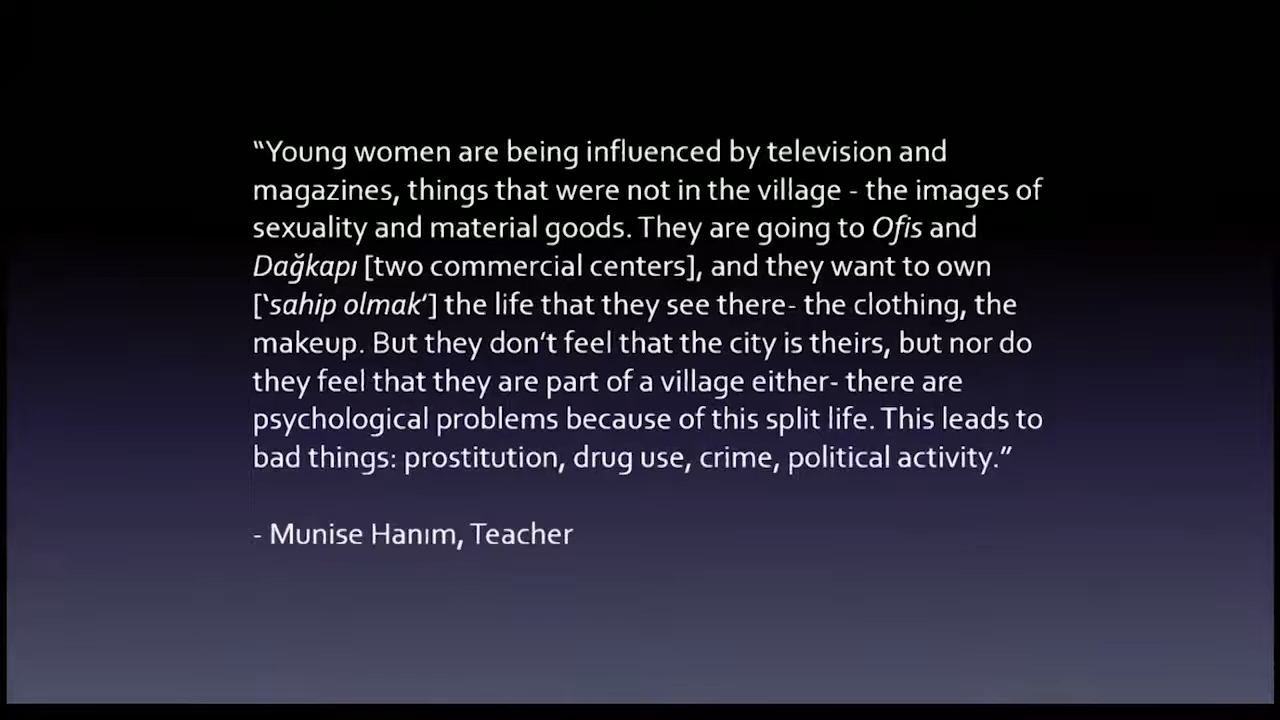 “Young women are being influenced by television and
magazines, things that were not in the village - the images of
sexuality and material goods. They are going to Ofis and
Dağkapı [two commercial centers], and they want to own
[‘sahip olmak‘] the life that they see there- the clothing, the
makeup. But they don’t feel that the city is theirs, but nor do
they feel that they are part of a village either- there are
psychological problems because of this split life. This leads to
bad things: prostitution, drug use, crime, political activity.”
- Munise Hanım, Teacher